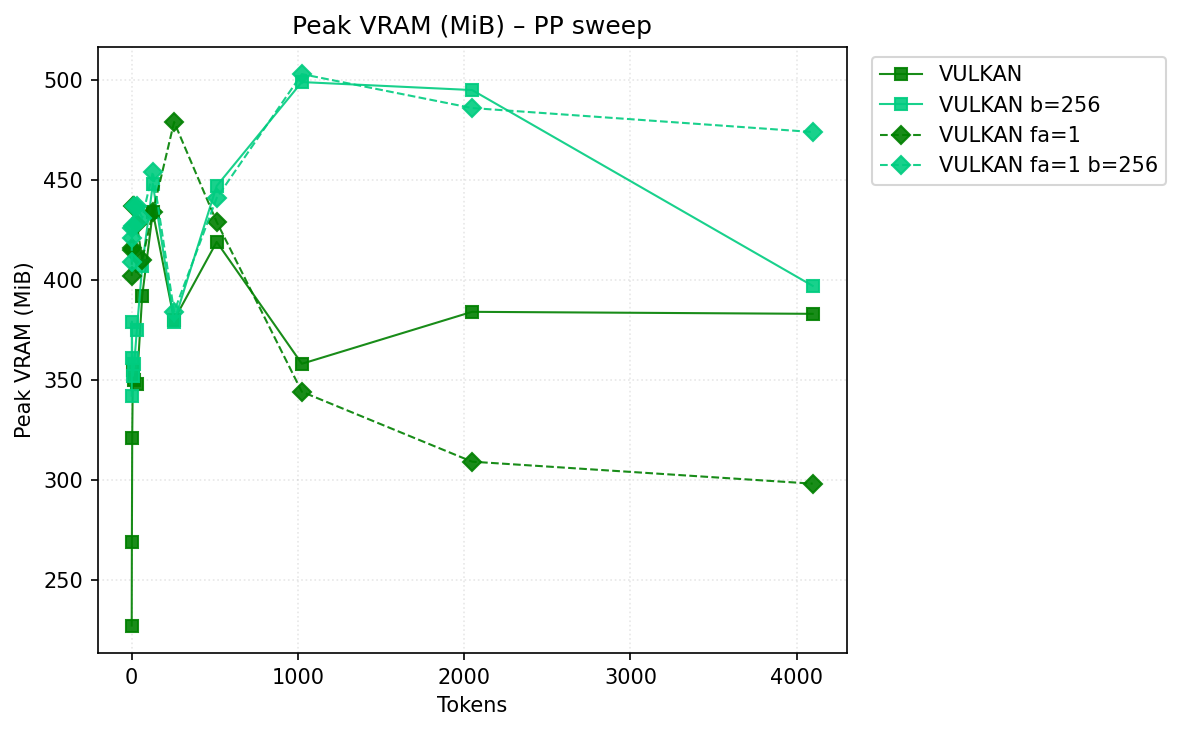 Peak VRAM (MiB) – PP sweep
500
450
400
350
300
250
Peak VRAM (MiB)
0 1000 2000 3000 4000
Tokens
VULKAN
VULKAN b=256
VULKAN fa=1
VULKAN fa=1 b=256